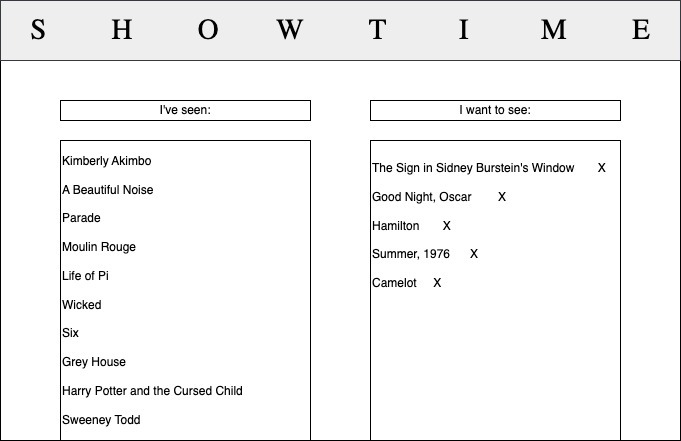 S H O W T I M E
I've seen:
Kimberly Akimbo
A Beautiful Noise
Parade
Moulin Rouge
Life of Pi
Wicked
Six
Grey House
Harry Potter and the Cursed Child
Sweeney Todd
I want to see:
The Sign in Sidney Burstein's Window X
Good Night, Oscar X
Hamilton X
Summer, 1976 X
Camelot X